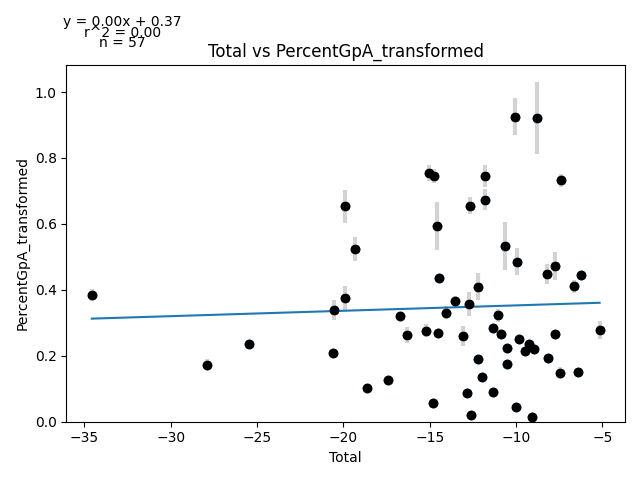 y = 0.00x + 0.37
r^2 = 0.00
n = 57
Total vs PercentGpA_transformed
PercentGpA_transformed
1.0
0.8
0.6
0.4
0.2
0.0
−35
−30
−25
−20
−15
−10
−5
Total